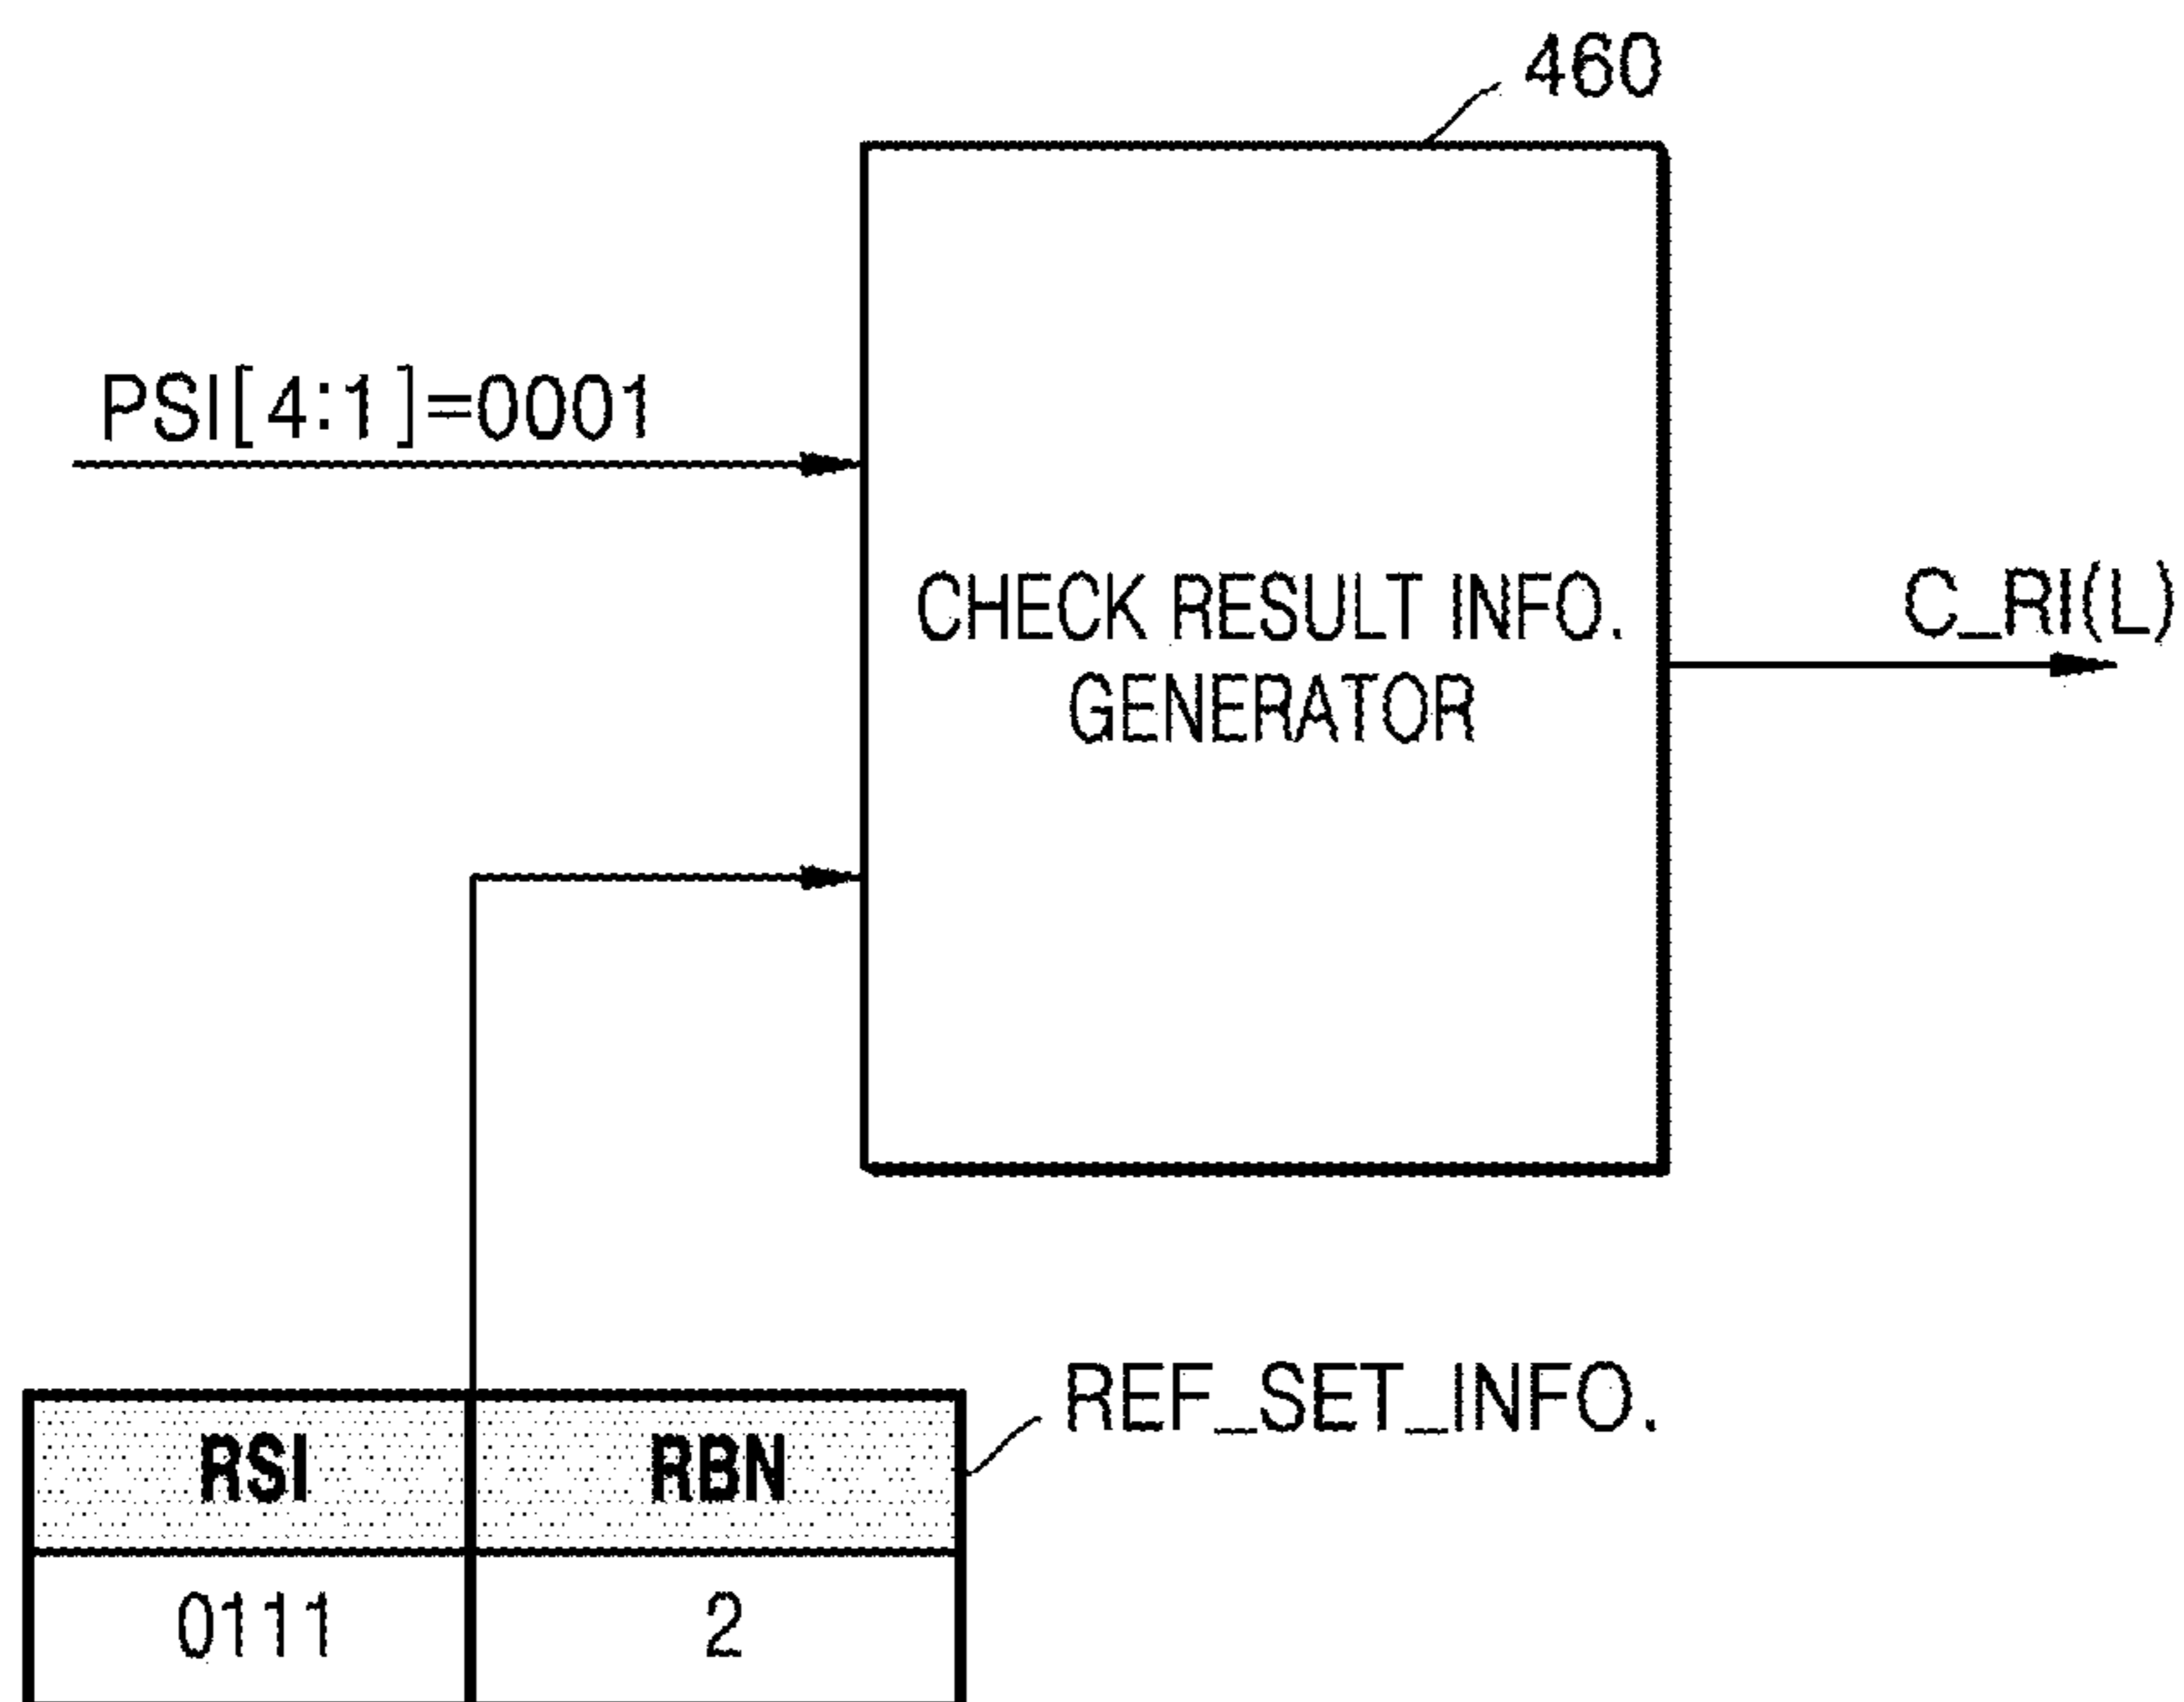 460
PSI[4:1]=0001
CHECK RESULT INFO.
GENERATOR
C_RI(L)
REF_SET_INFO.
RSI RBN
0111 2